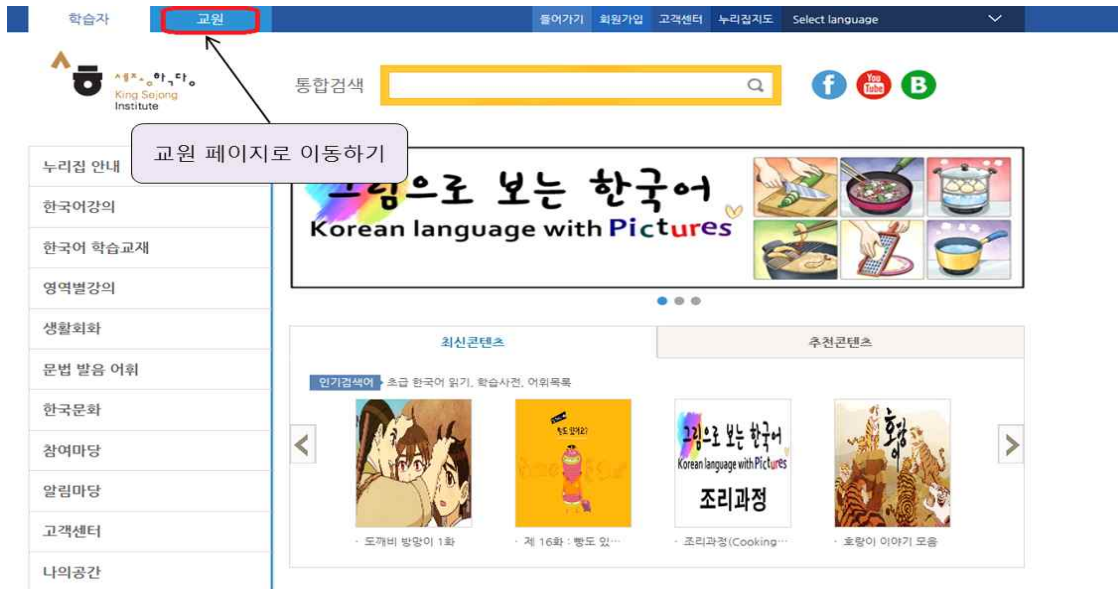 학습자 교원 들어가기 회원가입 고객센터 누리집지도 Select language
세종학당
King Sejong
Institute
통합검색
f You Tube B
교원 페이지로 이동하기
누리집 안내
한국어강의
한국어 학습교재
영역별강의
생활회화
문법 발음 어휘
한국문화
참여마당
알림마당
고객센터
나의공간
그림으로 보는 한국어
Korean language with Pictures
최신콘텐츠 추천콘텐츠
인기검색어 초급 한국어 읽기, 학습사전, 어휘목록
빵도 있어요?
그림으로 보는 한국어
Korean language with Pictures
조리과정
호랑이
· 도깨비 방망이 1화 · 제 16화 : 빵도 있… · 조리과정(Cooking… · 호랑이 이야기 모음